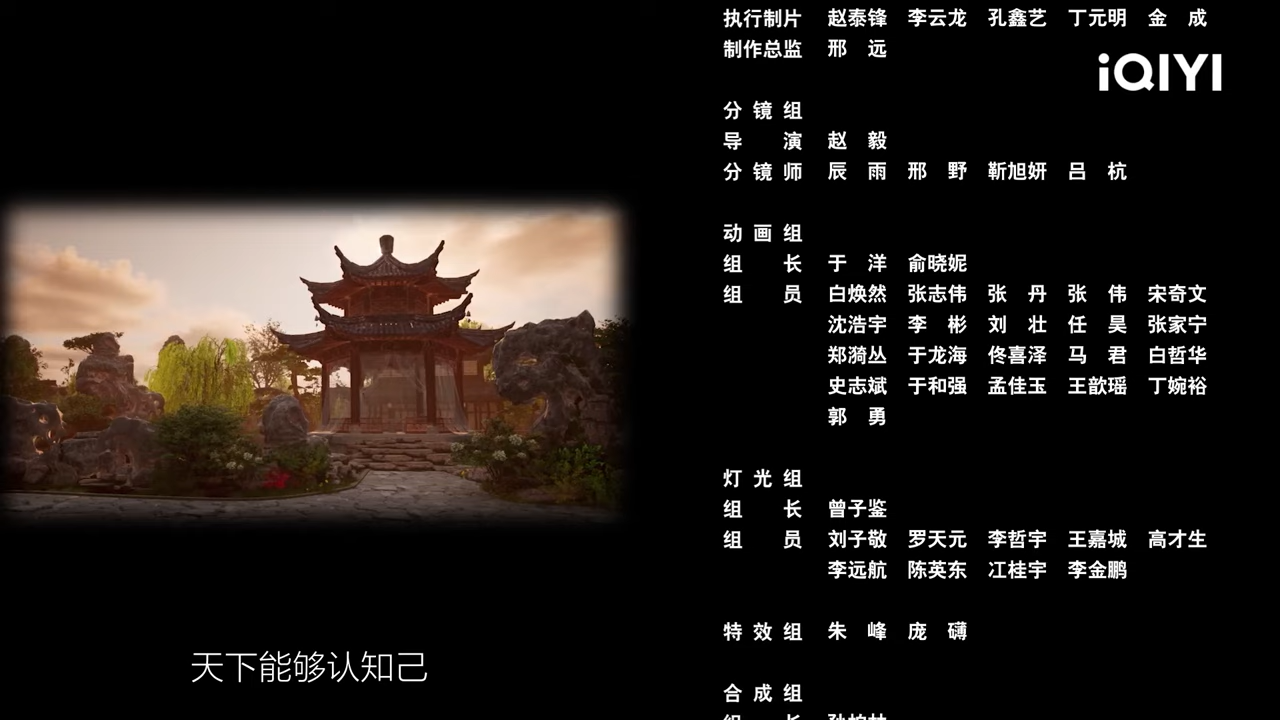 执行制片 赵泰锋 李云龙 孔鑫艺 丁元明 金 成
制作总监 邢 远
iQIYI
分 镜 组
导 演 赵 毅
分 镜 师 辰 雨 邢 野 靳旭妍 吕 杭
动 画 组
组 长 于 洋 俞晓妮
组 员 白焕然 张志伟 张 丹 张 伟 宋奇文
沈浩宇 李 彬 刘 壮 任 昊 张家宁
郑漪丛 于龙海 佟喜泽 马 君 白哲华
史志斌 于和强 孟佳玉 王歆瑶 丁婉裕
郭 勇
灯 光 组
组 长 曾子鉴
组 员 刘子敬 罗天元 李哲宇 王嘉城 高才生
李远航 陈英东 冮桂宇 李金鹏
特 效 组 朱 峰 庞 礴
天下能够认知己
合 成 组
组 长